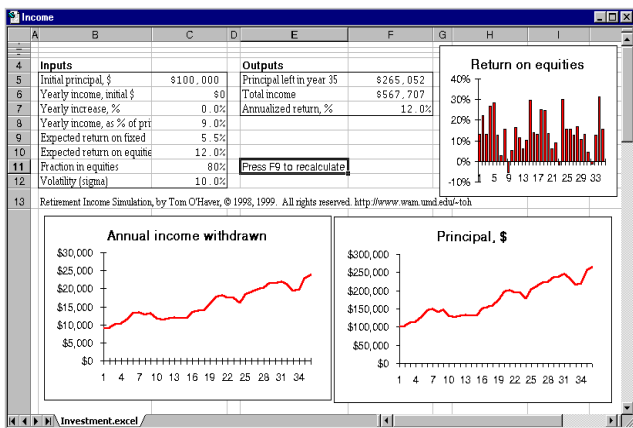 Income
A B C D E F G H I
4 Inputs Outputs
5 Initial principal, $ $100,000 Principal left in year 35 $265,052
6 Yearly income, initial $ $0 Total income $567,707
7 Yearly increase, % 0.0% Annualized return, % 12.0%
8 Yearly income, as % of pri 9.0%
9 Expected return on fixed 5.5%
10 Expected return on equitie 12.0%
11 Fraction in equities 80% Press F9 to recalculate
12 Volatility (sigma) 10.0%
13 Retirement Income Simulation, by Tom O'Haver, © 1998, 1999. All rights reserved. http://www.wam.umd.edu/~toh
Return on equities
40%
30%
20%
10%
0%
-10%
1 5 9 13 17 21 25 29 33
Annual income withdrawn
$30,000
$25,000
$20,000
$15,000
$10,000
$5,000
$0
1 4 7 10 13 16 19 22 25 28 31 34
Principal, $
$300,000
$250,000
$200,000
$150,000
$100,000
$50,000
$0
1 4 7 10 13 16 19 22 25 28 31 34
Investment.excel